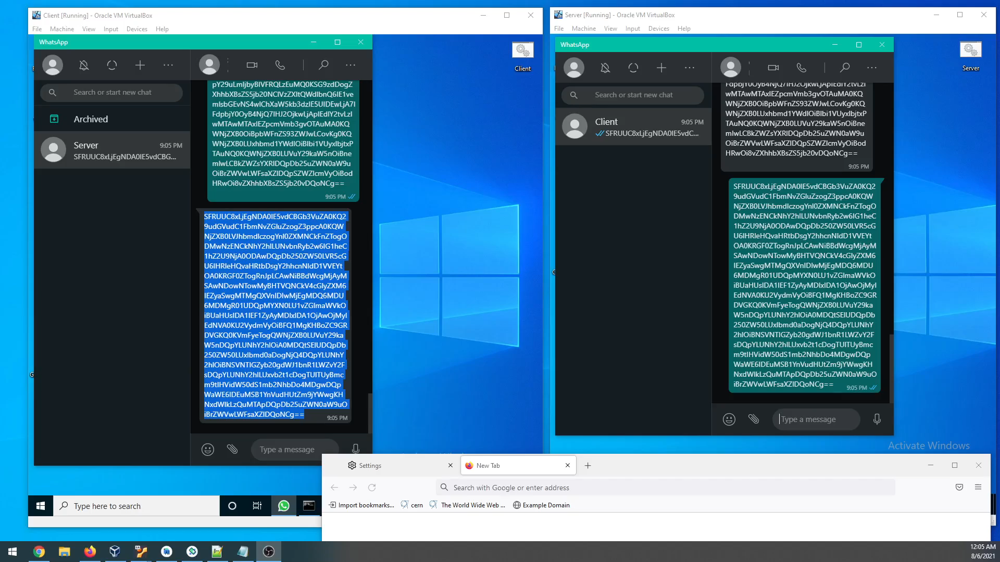 Client [Running] - Oracle VM VirtualBox
File Machine View Input Devices Help
WhatsApp
Client
Search or start new chat
Archived
Server
9:05 PM
SFRUUC8xLjEgNDA0IE5vdCBG...
pY29uLmljbyBIVFRQLzEuMQ0KSG9zdDogZ
XhhbXBsZS5jb20NClVzZXItQWdlbnQ6IE1ve
mlsbGEvNS4wIChXaW5kb3dzIE5UIDEwLjA7I
FdpbjY0OyB4NjQ7IHJ2OjkwLjApIEdlY2tvLzI
wMTAwMTAxIEZpcmVmb3gvOTAuMA0KQ
WNjZXB0OiBpbWFnZS93ZWJwLCovKg0KQ
WNjZXB0LUxhbmd1YWdlOiBlbi1VUyxlbjtxP
TAuNQ0KQWNjZXB0LUVuY29kaW5nOiBne
mlwLCBkZWZsYXRlDQpDb25uZWN0aW9u
OiBrZWVwLWFsaXZlDQpSZWZlcmVyOiBod
HRwOi8vZXhhbXBsZS5jb20vDQoNCg==
9:05 PM
SFRUUC8xLjEgNDA0IE5vdCBGb3VuZA0KQ2
9udGVudC1FbmNvZGluZzogZ3ppcA0KQW
NjZXB0LVJhbmdlczogYnl0ZXMNCkFnZTogO
DMwNzENCkNhY2hlLUNvbnRyb2w6IG1heC
1hZ2U9NjA0ODAwDQpDb250ZW50LVR5cG
U6IHRleHQvaHRtbDsgY2hhcnNldD1VVEYt
OA0KRGF0ZTogRnJpLCAwNiBBdWcgMjAyM
SAwNDowNTowMyBHTVQNCkV4cGlyZXM6
IEZyaSwgMTMgQXVnIDIwMjEgMDQ6MDU
6MDMgR01UDQpMYXN0LU1vZGlmaWVkO
iBUaHUsIDA1IEF1ZyAyMDIxIDA1OjAwOjMyI
EdNVA0KU2VydmVyOiBFQ1MgKHBoZC9GR
DVGKQ0KVmFyeTogQWNjZXB0LUVuY29ka
W5nDQpYLUNhY2hlOiA0MDQtSElUDQpDb
250ZW50LUxlbmd0aDogNjQ4DQpYLUNhY
2hlOiBNSVNTIGZyb20gdWJ1bnR1LWZvY2F
sDQpYLUNhY2hlLUxvb2t1cDogTUlTUyBmc
m9tIHVidW50dS1mb2NhbDo4MDgwDQp
WaWE6IDEuMSB1YnVudHUtZm9jYWwgKH
NxdWlkLzQuMTApDQpDb25uZWN0aW9uO
iBrZWVwLWFsaXZlDQoNCg==
9:05 PM
Type a message
Type here to search
Server [Running] - Oracle VM VirtualBox
File Machine View Input Devices Help
WhatsApp
Server
Search or start new chat
Client
9:05 PM
SFRUUC8xLjEgNDA0IE5vdC...
FdpbjY0OyB4NjQ7IHJ2OjkwLjApIEdlY2tvLzI
wMTAwMTAxIEZpcmVmb3gvOTAuMA0KQ
WNjZXB0OiBpbWFnZS93ZWJwLCovKg0KQ
WNjZXB0LUxhbmd1YWdlOiBlbi1VUyxlbjtxP
TAuNQ0KQWNjZXB0LUVuY29kaW5nOiBne
mlwLCBkZWZsYXRlDQpDb25uZWN0aW9u
OiBrZWVwLWFsaXZlDQpSZWZlcmVyOiBod
HRwOi8vZXhhbXBsZS5jb20vDQoNCg==
9:05 PM
SFRUUC8xLjEgNDA0IE5vdCBGb3VuZA0KQ2
9udGVudC1FbmNvZGluZzogZ3ppcA0KQW
NjZXB0LVJhbmdlczogYnl0ZXMNCkFnZTogO
DMwNzENCkNhY2hlLUNvbnRyb2w6IG1heC
1hZ2U9NjA0ODAwDQpDb250ZW50LVR5cG
U6IHRleHQvaHRtbDsgY2hhcnNldD1VVEYt
OA0KRGF0ZTogRnJpLCAwNiBBdWcgMjAyM
SAwNDowNTowMyBHTVQNCkV4cGlyZXM6
IEZyaSwgMTMgQXVnIDIwMjEgMDQ6MDU
6MDMgR01UDQpMYXN0LU1vZGlmaWVkO
iBUaHUsIDA1IEF1ZyAyMDIxIDA1OjAwOjMyI
EdNVA0KU2VydmVyOiBFQ1MgKHBoZC9GR
DVGKQ0KVmFyeTogQWNjZXB0LUVuY29ka
W5nDQpYLUNhY2hlOiA0MDQtSElUDQpDb
250ZW50LUxlbmd0aDogNjQ4DQpYLUNhY
2hlOiBNSVNTIGZyb20gdWJ1bnR1LWZvY2F
sDQpYLUNhY2hlLUxvb2t1cDogTUlTUyBmc
m9tIHVidW50dS1mb2NhbDo4MDgwDQp
WaWE6IDEuMSB1YnVudHUtZm9jYWwgKH
NxdWlkLzQuMTApDQpDb25uZWN0aW9uO
iBrZWVwLWFsaXZlDQoNCg==
9:05 PM
Type a message
Activate Windows
Settings
New Tab
Search with Google or enter address
Import bookmarks... cern The World Wide Web ... Example Domain
12:05 AM
8/6/2021